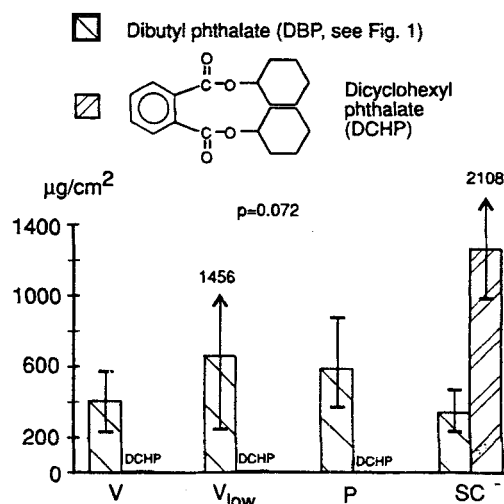 Dibutyl phthalate (DBP, see Fig. 1)
O
C
O
C
O
O
Dicyclohexyl
phthalate
(DCHP)
µg/cm²
2108
p=0.072
1400
1456
1000
600
200
0
DCHP
DCHP
DCHP
V
Vlow
P
SC⁻